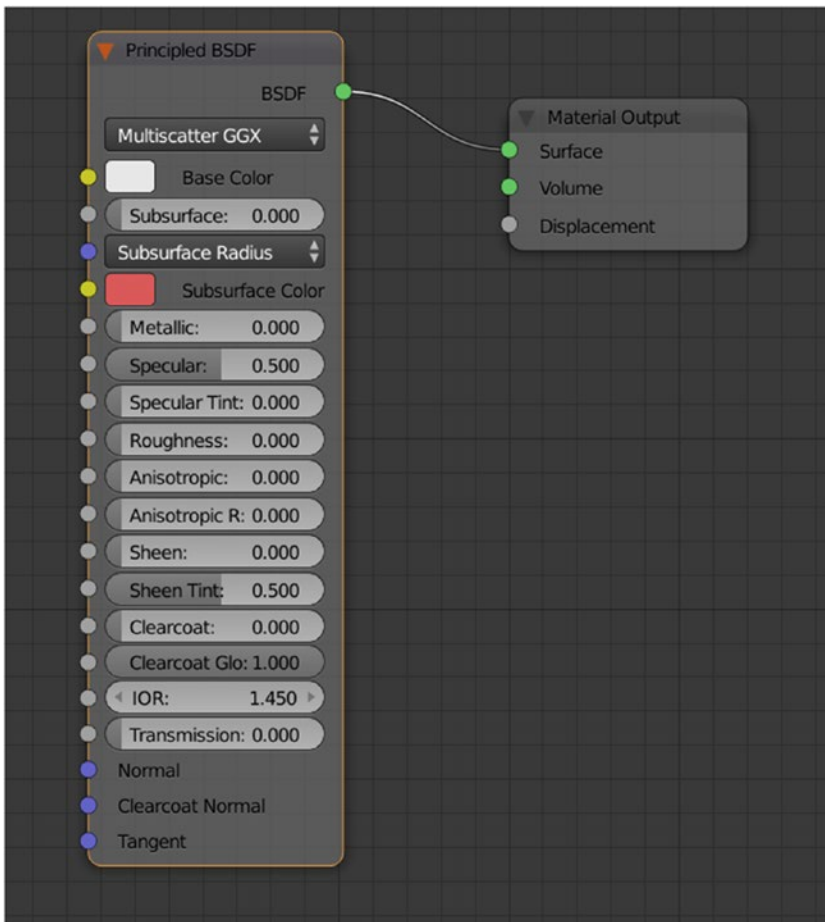 Principled BSDF
BSDF
Multiscatter GGX
Base Color
Subsurface: 0.000
Subsurface Radius
Subsurface Color
Metallic: 0.000
Specular: 0.500
Specular Tint: 0.000
Roughness: 0.000
Anisotropic: 0.000
Anisotropic R: 0.000
Sheen: 0.000
Sheen Tint: 0.500
Clearcoat: 0.000
Clearcoat Glo: 1.000
IOR: 1.450
Transmission: 0.000
Normal
Clearcoat Normal
Tangent
Material Output
Surface
Volume
Displacement